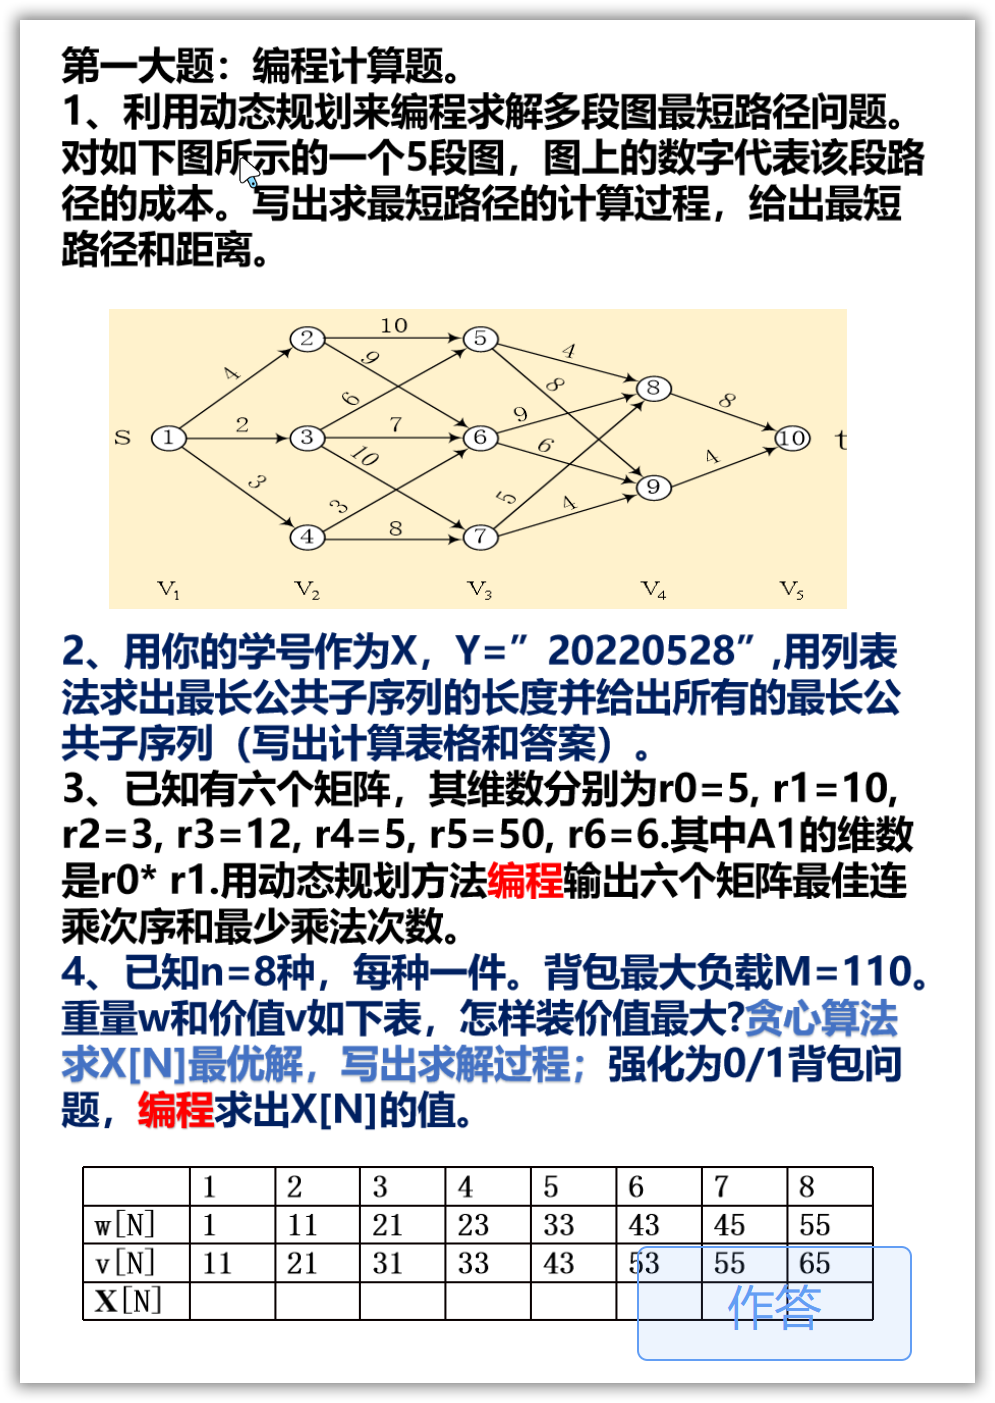 第一大题：编程计算题。
1、利用动态规划来编程求解多段图最短路径问题。
对如下图所示的一个5段图，图上的数字代表该段路
径的成本。写出求最短路径的计算过程，给出最短
路径和距离。
2 10 5
4 9 4 8
6 8 8
S 1 2 3 7 6 9 10 t
10 6 4
3 3 5 9
4 8 7 4
V1 V2 V3 V4 V5
2、用你的学号作为X，Y=”20220528”,用列表
法求出最长公共子序列的长度并给出所有的最长公
共子序列（写出计算表格和答案）。
3、已知有六个矩阵，其维数分别为r0=5, r1=10,
r2=3, r3=12, r4=5, r5=50, r6=6.其中A1的维数
是r0* r1.用动态规划方法编程输出六个矩阵最佳连
乘次序和最少乘法次数。
4、已知n=8种，每种一件。背包最大负载M=110。
重量w和价值v如下表，怎样装价值最大?贪心算法
求X[N]最优解，写出求解过程；强化为0/1背包问
题，编程求出X[N]的值。
1 2 3 4 5 6 7 8
w[N] 1 11 21 23 33 43 45 55
v[N] 11 21 31 33 43 53 55 65
X[N]
作答